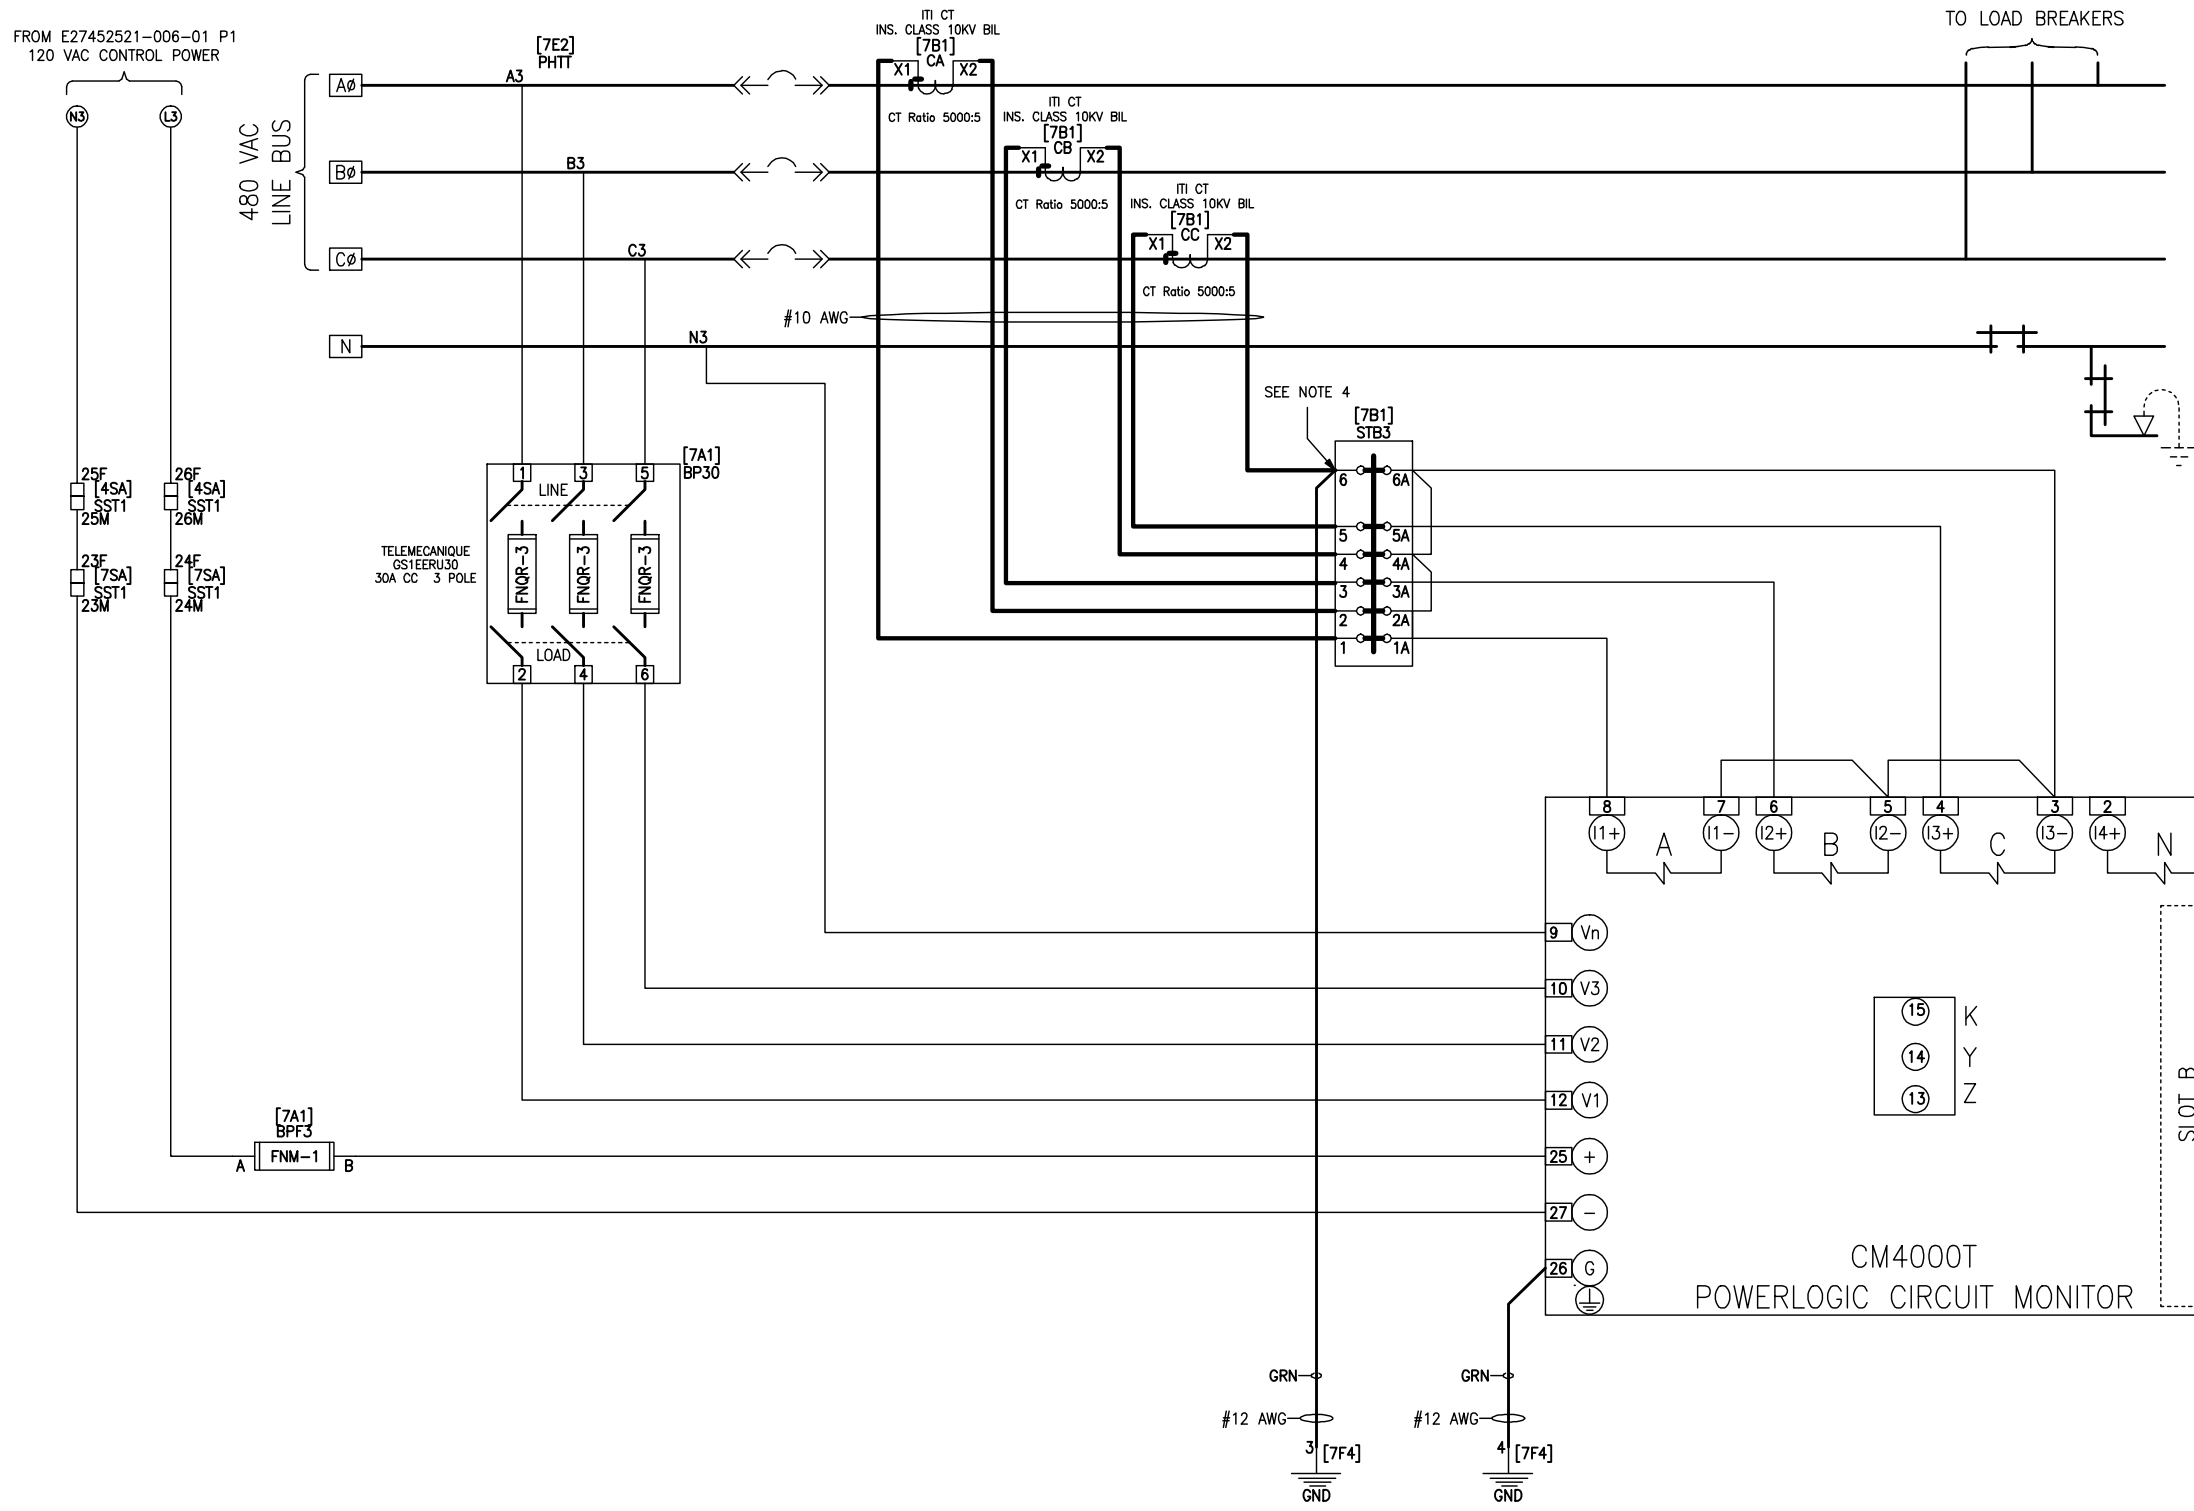 FROM E27452521-006-01 P1
120 VAC CONTROL POWER
N3
L3
480 VAC
LINE BUS
AØ
BØ
CØ
N
A3
B3
C3
N3
[7E2]
PHTT
ITI CT
INS. CLASS 10KV BIL
[7B1]
CA
X1
X2
CT Ratio 5000:5
ITI CT
INS. CLASS 10KV BIL
[7B1]
CB
X1
X2
CT Ratio 5000:5
ITI CT
INS. CLASS 10KV BIL
[7B1]
CC
X1
X2
CT Ratio 5000:5
#10 AWG
TO LOAD BREAKERS
SEE NOTE 4
[7B1]
STB3
6
6A
5
5A
4
4A
3
3A
2
2A
1
1A
25F
[4SA]
SST1
25M
26F
[4SA]
SST1
26M
23F
[7SA]
SST1
23M
24F
[7SA]
SST1
24M
[7A1]
BP30
1
3
5
LINE
FNQR-3
FNQR-3
FNQR-3
LOAD
2
4
6
TELEMECANIQUE
GS1EERU30
30A CC 3 POLE
8
7
6
5
4
3
2
I1+
I1-
I2+
I2-
I3+
I3-
I4+
A
B
C
N
9 Vn
10 V3
11 V2
12 V1
25 +
27 -
26 G
15 K
14 Y
13 Z
SLOT B
CM4000T
POWERLOGIC CIRCUIT MONITOR
[7A1]
BPF3
A
FNM-1
B
GRN
#12 AWG
3
[7F4]
GND
GRN
#12 AWG
4
[7F4]
GND